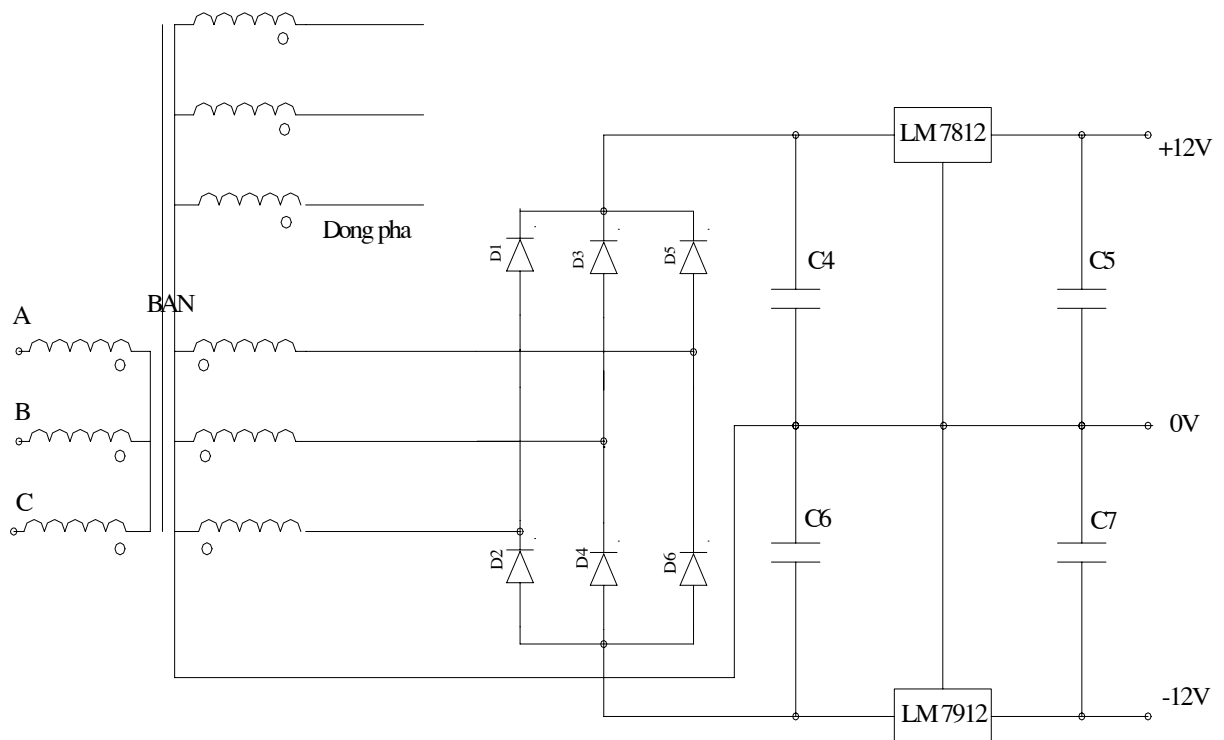 LM7812
+12V
Dong pha
D1
D3
D5
C4
C5
BAN
A
B
0V
C
C6
C7
D2
D4
D6
-12V
LM7912